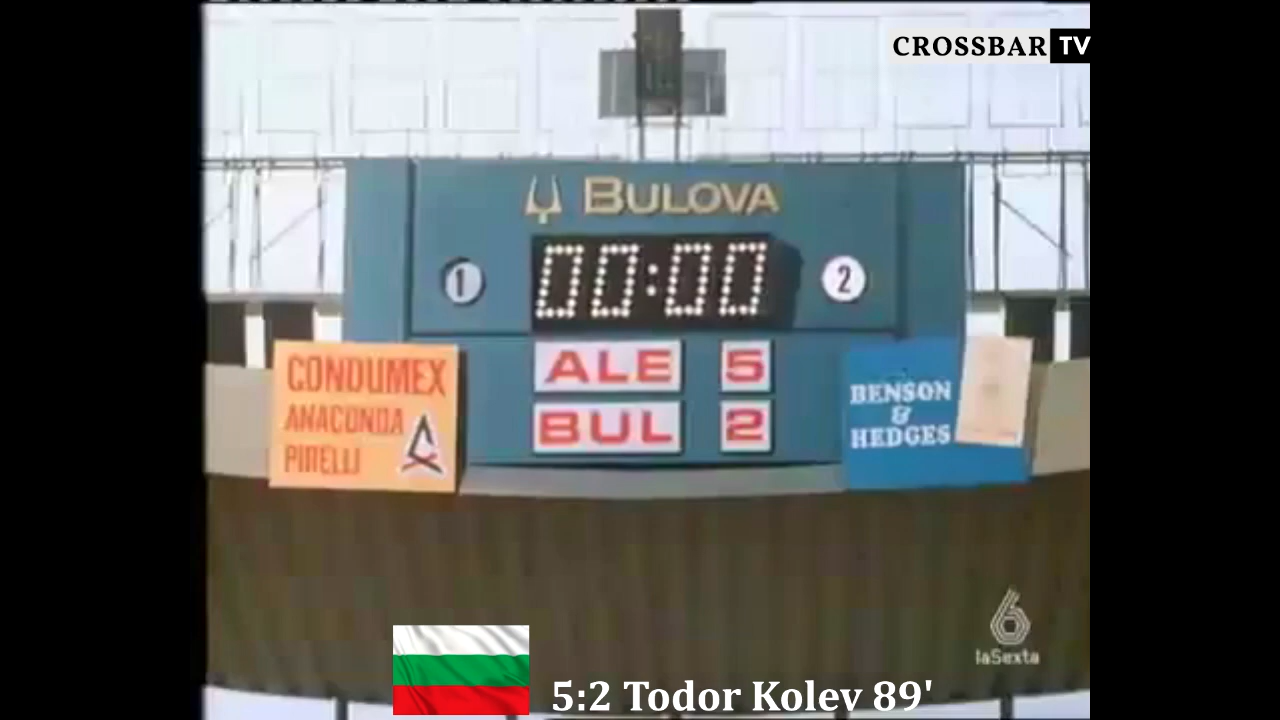 CROSSBAR TV
BULOVA
1
00:00
2
ALE 5
BUL 2
CONDUMEX
ANACONDA
PIRELLI
BENSON
&
HEDGES
6
laSexta
5:2 Todor Kolev 89'